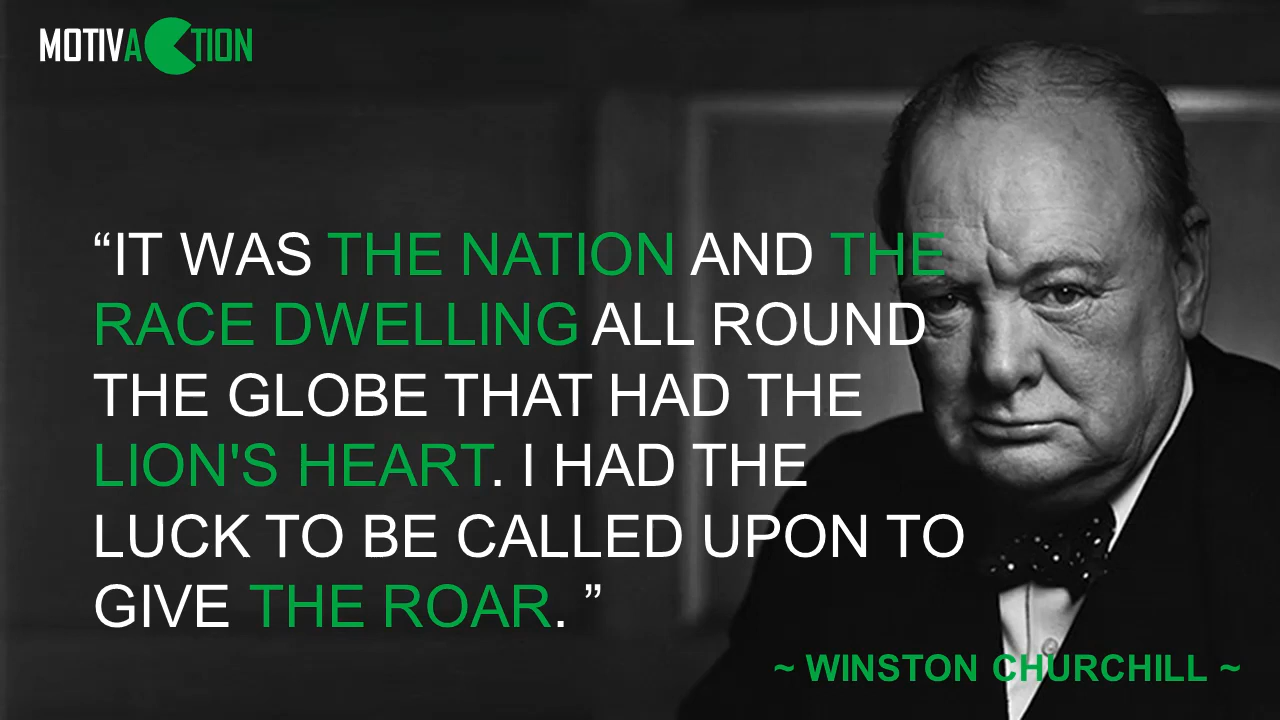 MOTIVACTION
“IT WAS THE NATION AND THE
RACE DWELLING ALL ROUND
THE GLOBE THAT HAD THE
LION'S HEART. I HAD THE
LUCK TO BE CALLED UPON TO
GIVE THE ROAR. ”
~ WINSTON CHURCHILL ~